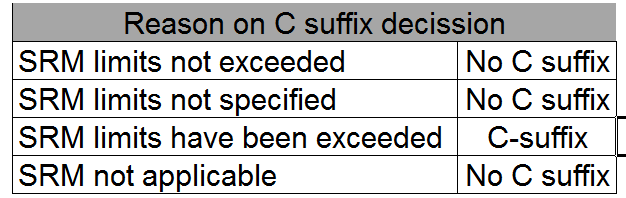 Reason on C suffix decission
SRM limits not exceeded No C suffix
SRM limits not specified No C suffix
SRM limits have been exceeded C-suffix
SRM not applicable No C suffix